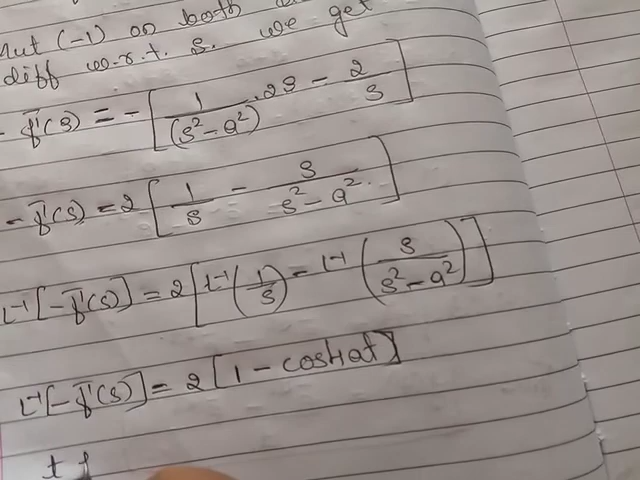 Mut (-1) on both
diff w.r.t. s. we get
- f̄'(s) = -[1/(s²-a²) . 2s - 2/s]
- f̄'(s) = 2[1/s - s/(s²-a²)]
L⁻¹[-f̄'(s)] = 2[L⁻¹(1/s) - L⁻¹(s/(s²-a²))]
L⁻¹[-f̄'(s)] = 2[1 - coshat]
t f